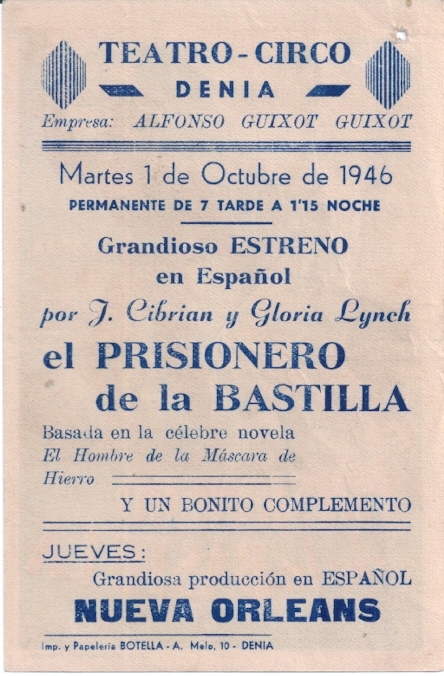 TEATRO-CIRCO
DENIA
Empresa: ALFONSO GUIXOT GUIXOT
Martes 1 de Octubre de 1946
PERMANENTE DE 7 TARDE A 1'15 NOCHE
Grandioso ESTRENO
en Español
por J. Cibrian y Gloria Lynch
el PRISIONERO
de la BASTILLA
Basada en la célebre novela
El Hombre de la Máscara de
Hierro
Y UN BONITO COMPLEMENTO
JUEVES:
Grandiosa producción en ESPAÑOL
NUEVA ORLEANS
Imp. y Papelería BOTELLA - A. Melo, 10 - DENIA